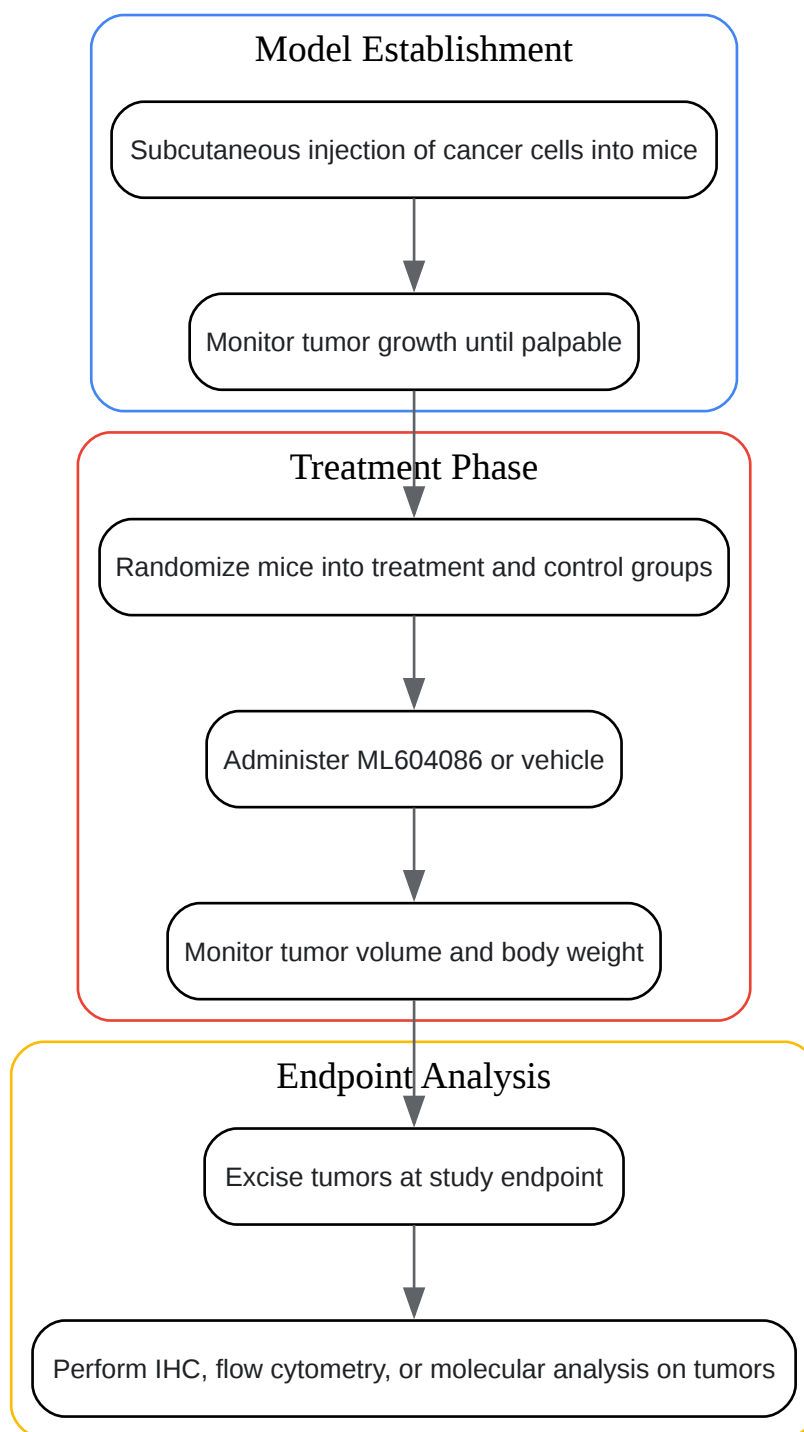 Model Establishment
Subcutaneous injection of cancer cells into mice
Monitor tumor growth until palpable
Treatment Phase
Randomize mice into treatment and control groups
Administer ML604086 or vehicle
Monitor tumor volume and body weight
Endpoint Analysis
Excise tumors at study endpoint
Perform IHC, flow cytometry, or molecular analysis on tumors